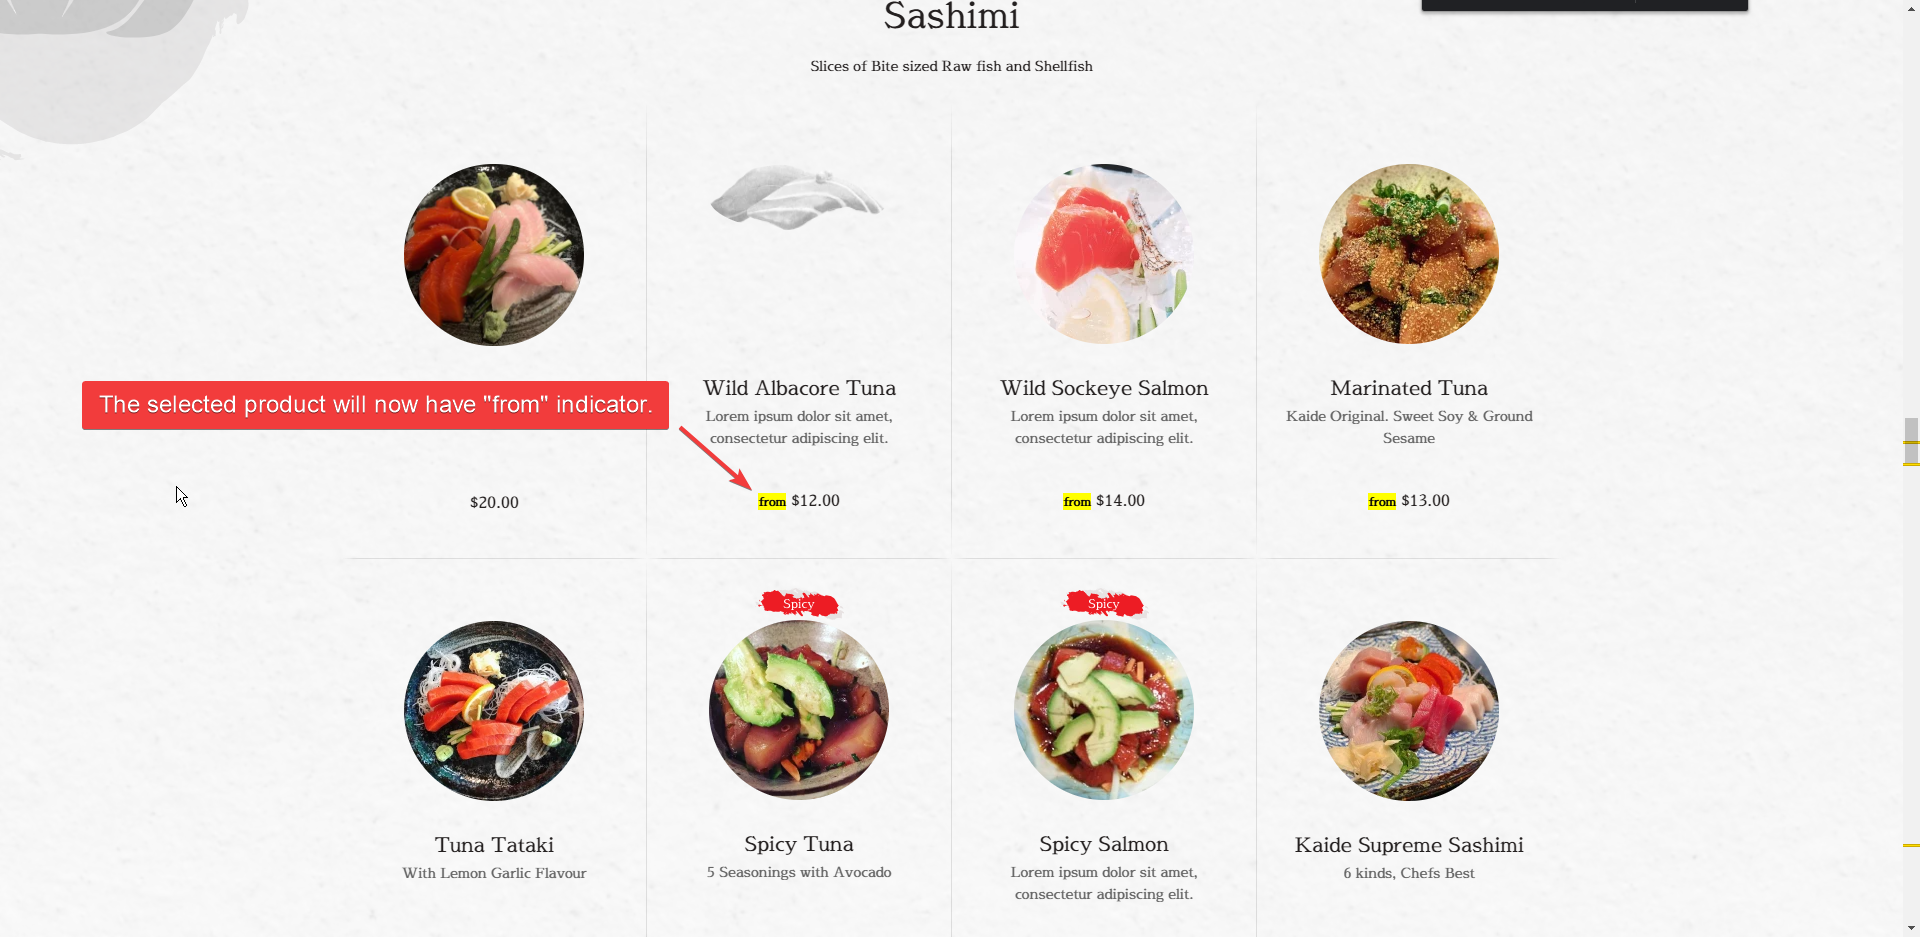 Sashimi
Slices of Bite sized Raw fish and Shellfish
The selected product will now have "from" indicator.
$20.00
Wild Albacore Tuna
Lorem ipsum dolor sit amet,
consectetur adipiscing elit.
from $12.00
Wild Sockeye Salmon
Lorem ipsum dolor sit amet,
consectetur adipiscing elit.
from $14.00
Marinated Tuna
Kaide Original. Sweet Soy & Ground
Sesame
from $13.00
Tuna Tataki
With Lemon Garlic Flavour
Spicy
Spicy Tuna
5 Seasonings with Avocado
Spicy
Spicy Salmon
Lorem ipsum dolor sit amet,
consectetur adipiscing elit.
Kaide Supreme Sashimi
6 kinds, Chefs Best